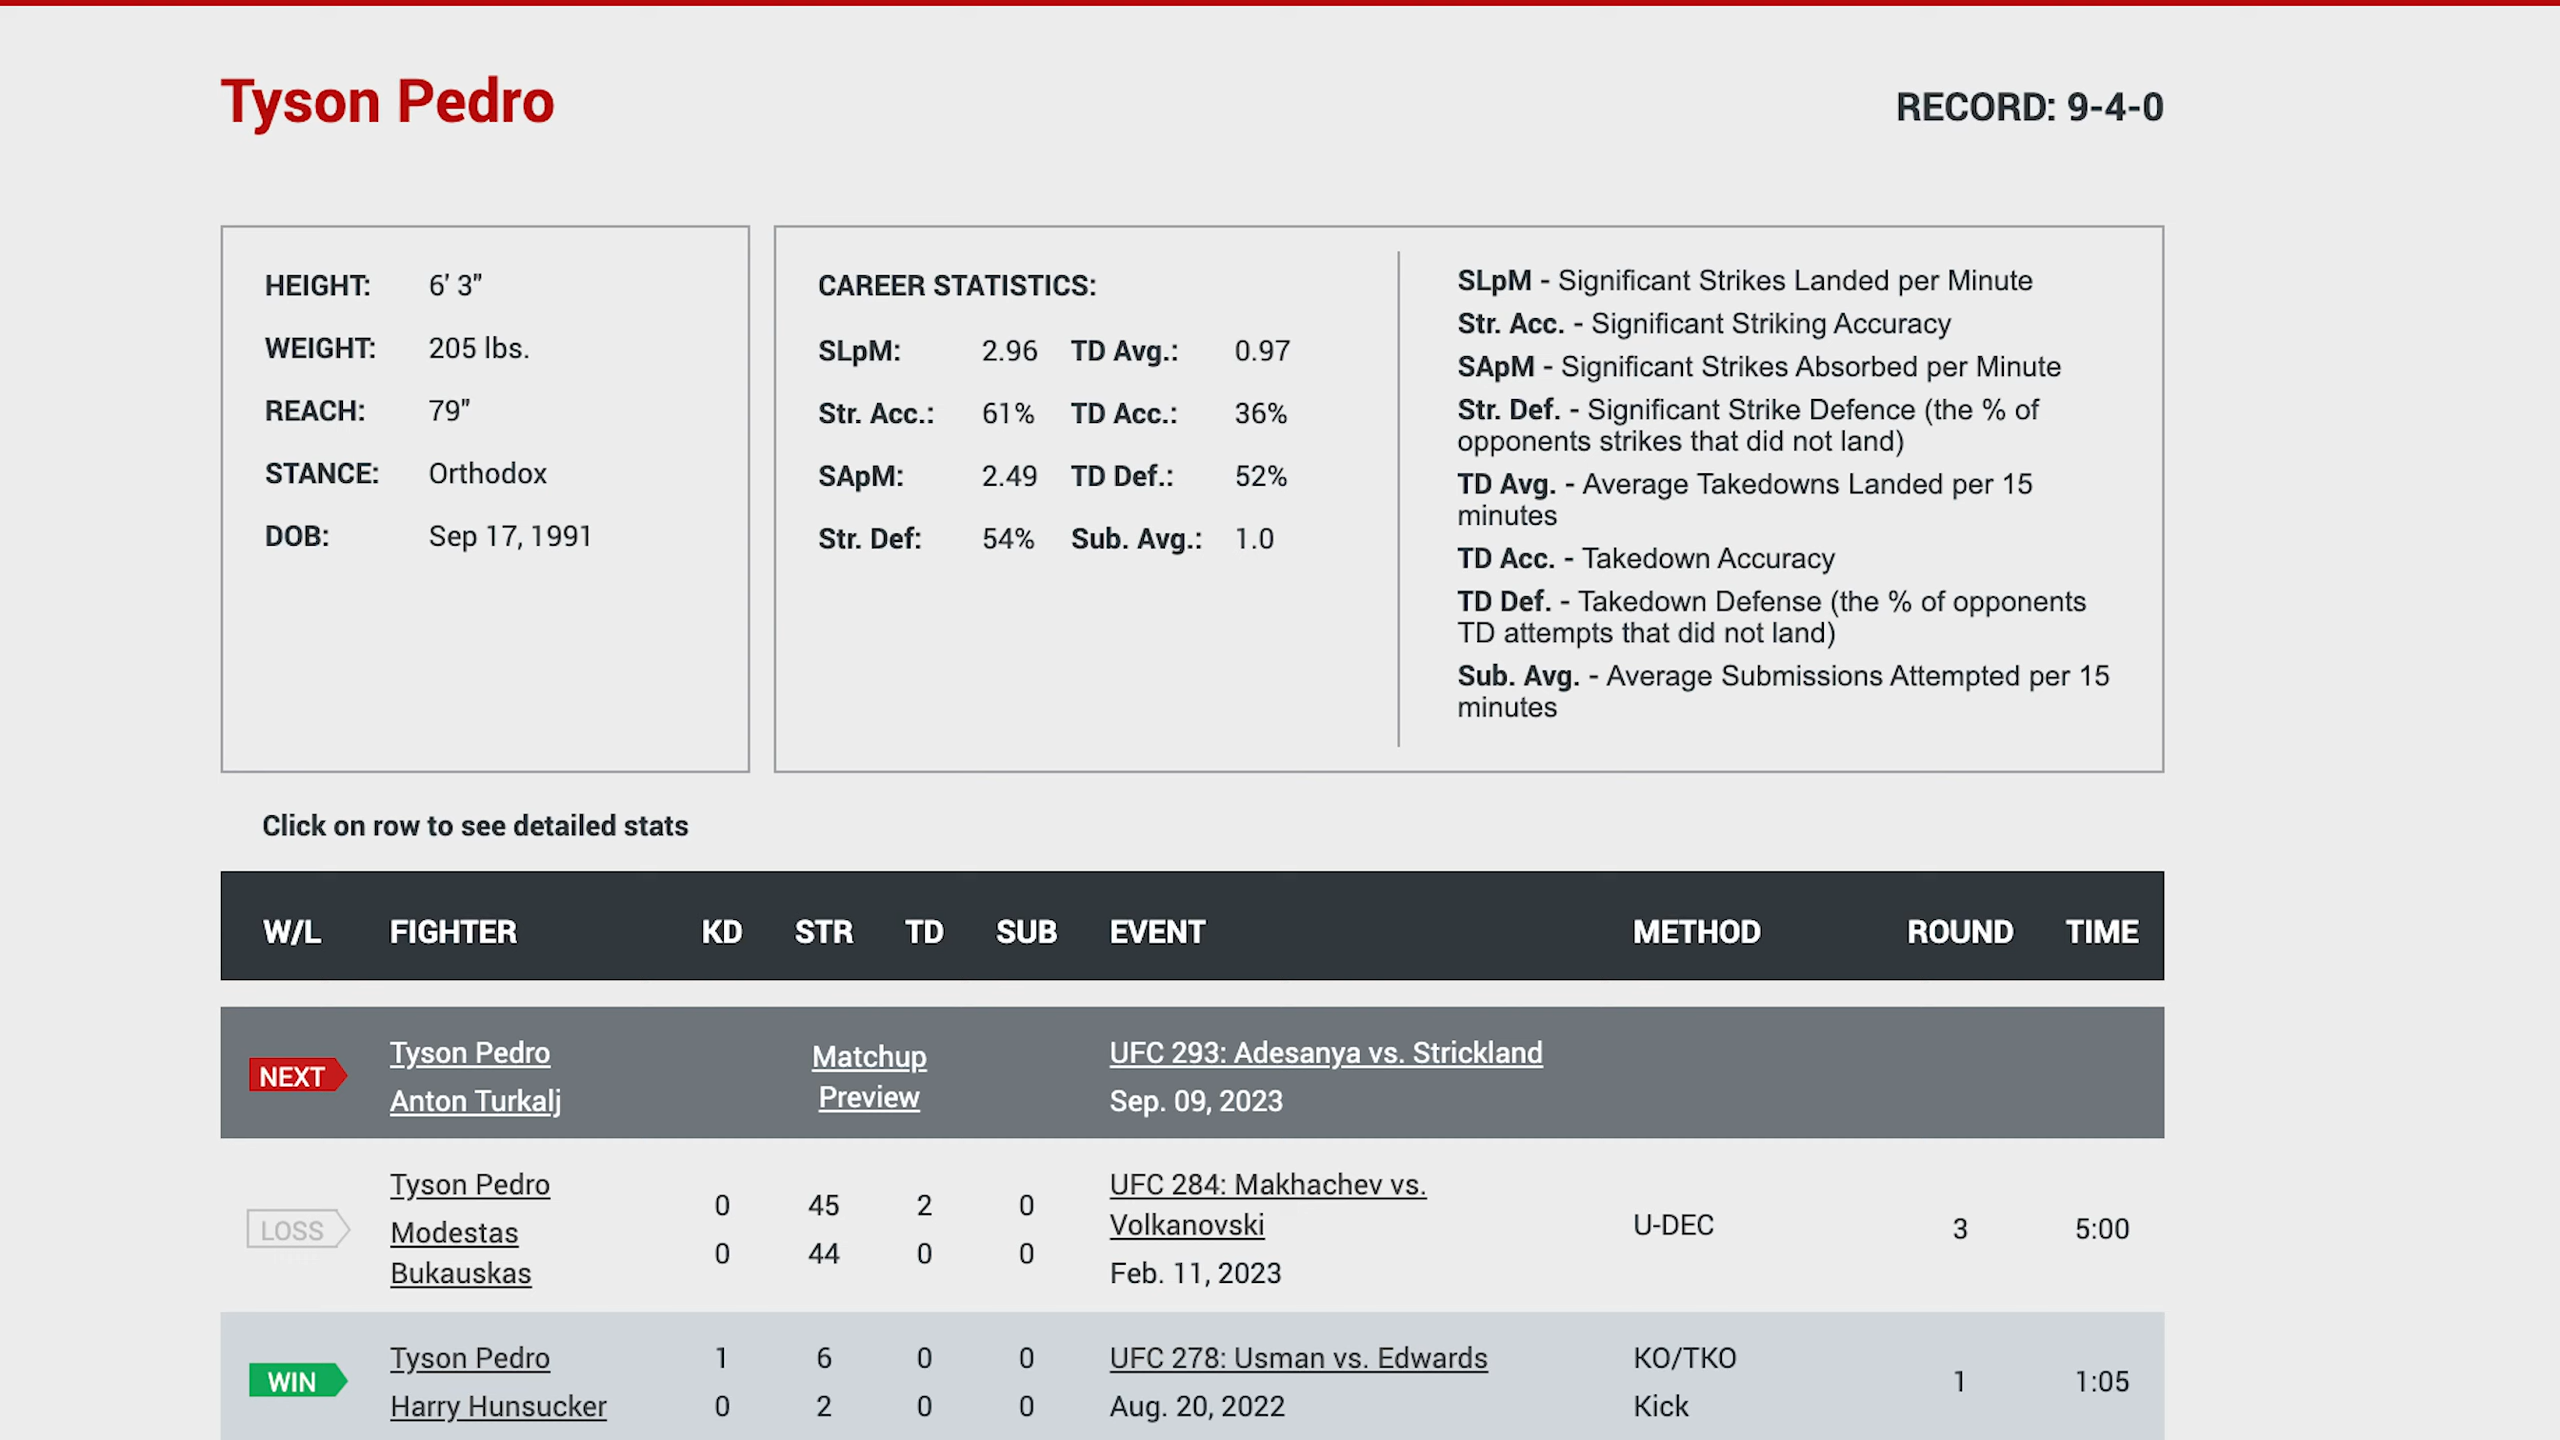 Tyson Pedro
RECORD: 9-4-0
HEIGHT: 6' 3"
WEIGHT: 205 lbs.
REACH: 79"
STANCE: Orthodox
DOB: Sep 17, 1991
CAREER STATISTICS:
SLpM: 2.96 TD Avg.: 0.97
Str. Acc.: 61% TD Acc.: 36%
SApM: 2.49 TD Def.: 52%
Str. Def: 54% Sub. Avg.: 1.0
SLpM - Significant Strikes Landed per Minute
Str. Acc. - Significant Striking Accuracy
SApM - Significant Strikes Absorbed per Minute
Str. Def. - Significant Strike Defence (the % of
opponents strikes that did not land)
TD Avg. - Average Takedowns Landed per 15
minutes
TD Acc. - Takedown Accuracy
TD Def. - Takedown Defense (the % of opponents
TD attempts that did not land)
Sub. Avg. - Average Submissions Attempted per 15
minutes
Click on row to see detailed stats
W/L FIGHTER KD STR TD SUB EVENT METHOD ROUND TIME
NEXT
Tyson Pedro
Anton Turkalj
Matchup
Preview
UFC 293: Adesanya vs. Strickland
Sep. 09, 2023
LOSS
Tyson Pedro
Modestas
Bukauskas
0 45 2 0
0 44 0 0
UFC 284: Makhachev vs.
Volkanovski
Feb. 11, 2023
U-DEC
3
5:00
WIN
Tyson Pedro
Harry Hunsucker
1 6 0 0
0 2 0 0
UFC 278: Usman vs. Edwards
Aug. 20, 2022
KO/TKO
Kick
1
1:05